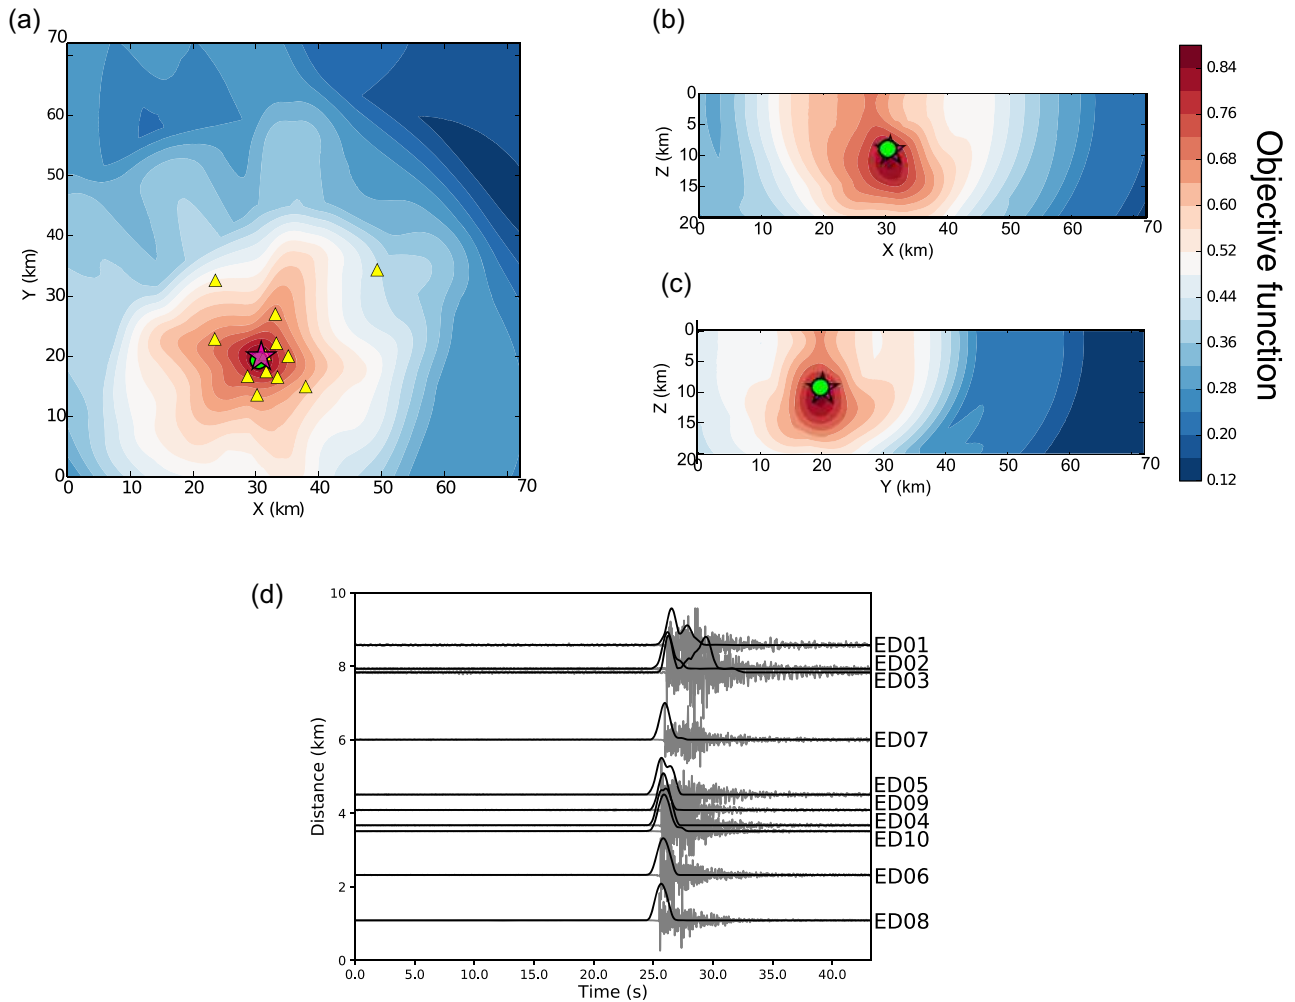 (a)
70
60
50
40
30
20
10
0
Y (km)
0 10 20 30 40 50 60 70
X (km)
(b)
0
5
10
15
20
Z (km)
0 10 20 30 40 50 60 70
X (km)
(c)
0
5
10
15
20
Z (km)
0 10 20 30 40 50 60 70
Y (km)
0.84
0.76
0.68
0.60
0.52
0.44
0.36
0.28
0.20
0.12
Objective function
(d)
10
8
6
4
2
0
Distance (km)
ED01
ED02
ED03
ED07
ED05
ED09
ED04
ED10
ED06
ED08
0.0 5.0 10.0 15.0 20.0 25.0 30.0 35.0 40.0
Time (s)